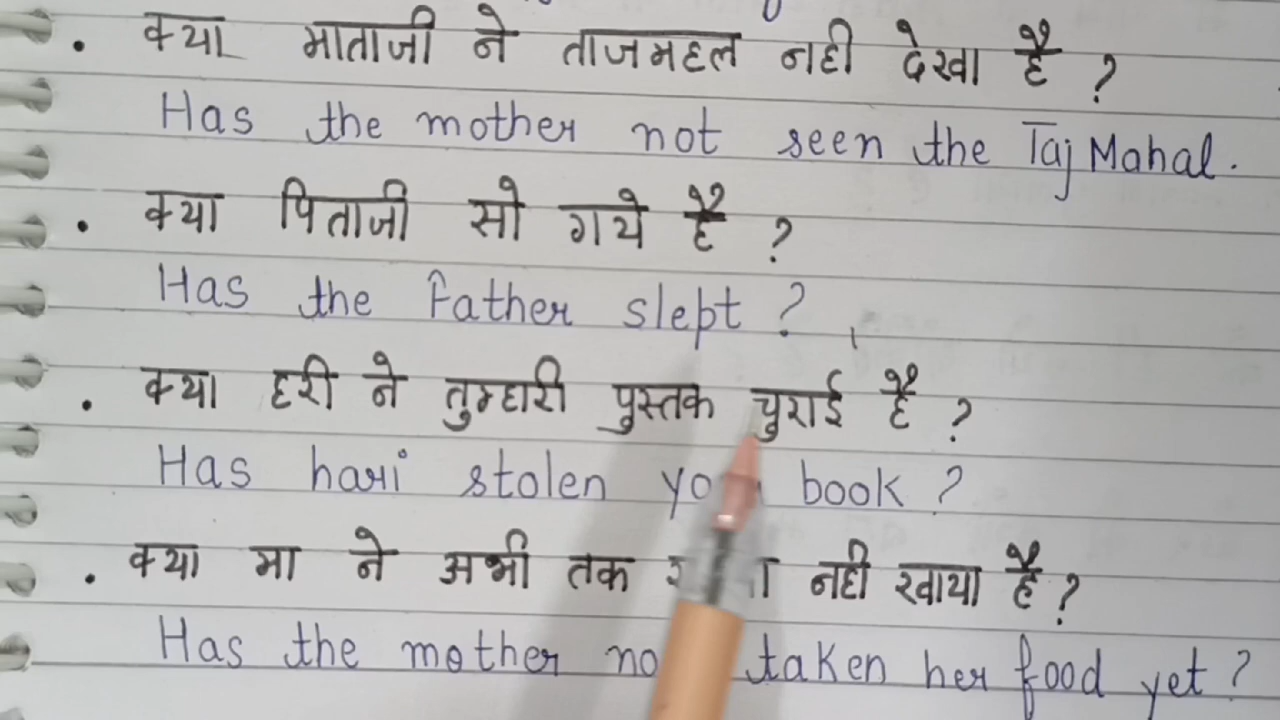 . क्या माताजी ने ताजमहल नही देखा है ?
Has the mother not seen the Taj Mahal.
. क्या पिताजी सो गये है ?
Has the Father slept ?
. क्या हरी ने तुम्हारी पुस्तक चुराई है ?
Has hari stolen book ?
. क्या मा ने अभी तक नही खाया है ?
Has the mother taken her food yet ?